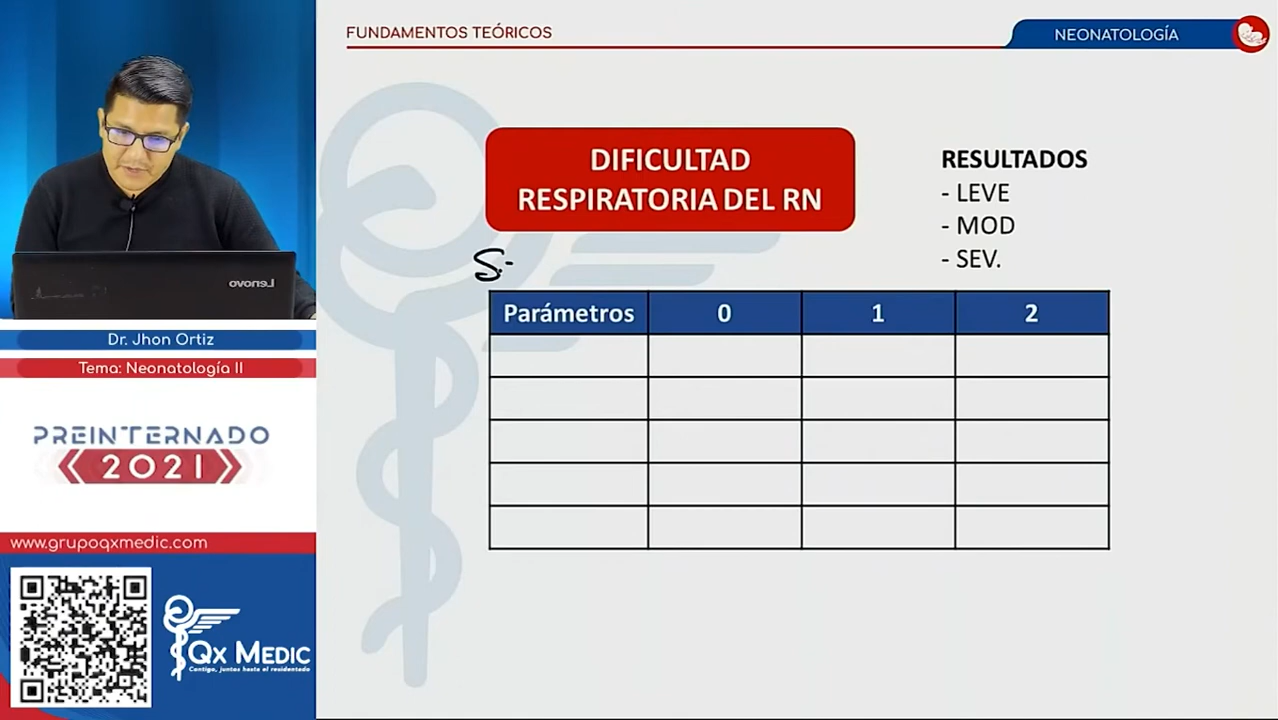 FUNDAMENTOS TEÓRICOS
NEONATOLOGÍA
DIFICULTAD
RESPIRATORIA DEL RN
RESULTADOS
- LEVE
- MOD
- SEV.
S
Parámetros 0 1 2
Lenovo
Dr. Jhon Ortiz
Tema: Neonatología II
PREINTERNADO
2021
www.grupoqxmedic.com
Qx MEDIC
Contigo, juntos hasta el residentado